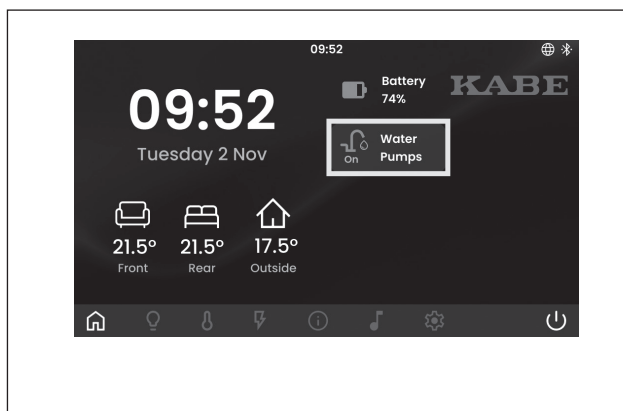 09:52
KABE
Battery
74%
09:52
Tuesday 2 Nov
On
Water
Pumps
21.5°
21.5°
17.5°
Front
Rear
Outside